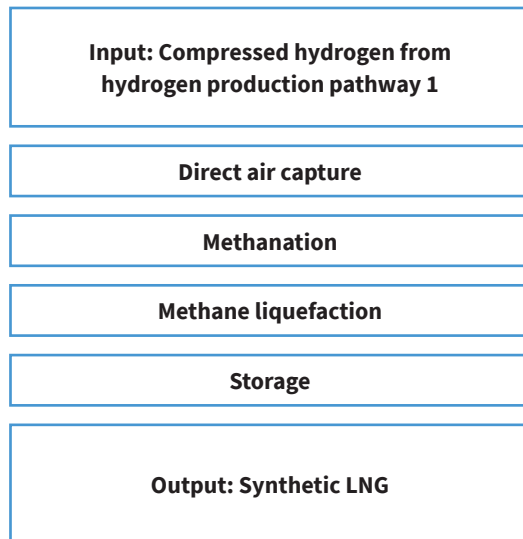 Input: Compressed hydrogen from
hydrogen production pathway 1
Direct air capture
Methanation
Methane liquefaction
Storage
Output: Synthetic LNG